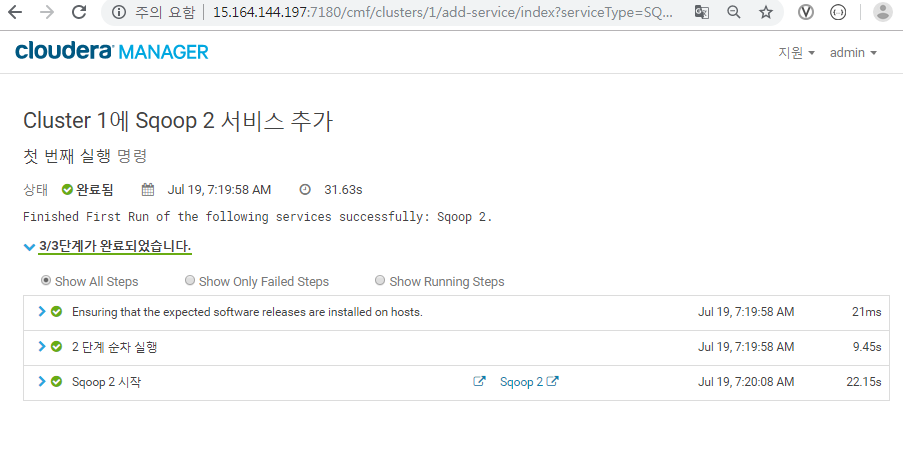 주의 요함 15.164.144.197:7180/cmf/clusters/1/add-service/index?serviceType=SQ...
cloudera MANAGER 지원 admin
Cluster 1에 Sqoop 2 서비스 추가
첫 번째 실행 명령
상태 완료됨 Jul 19, 7:19:58 AM 31.63s
Finished First Run of the following services successfully: Sqoop 2.
3/3단계가 완료되었습니다.
Show All Steps Show Only Failed Steps Show Running Steps
Ensuring that the expected software releases are installed on hosts. Jul 19, 7:19:58 AM 21ms
2 단계 순차 실행 Jul 19, 7:19:58 AM 9.45s
Sqoop 2 시작 Sqoop 2 Jul 19, 7:20:08 AM 22.15s